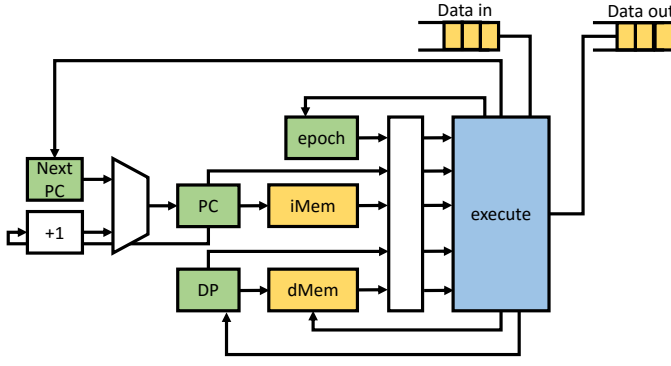 Data in
Data out
epoch
Next
PC
PC
iMem
execute
+1
DP
dMem